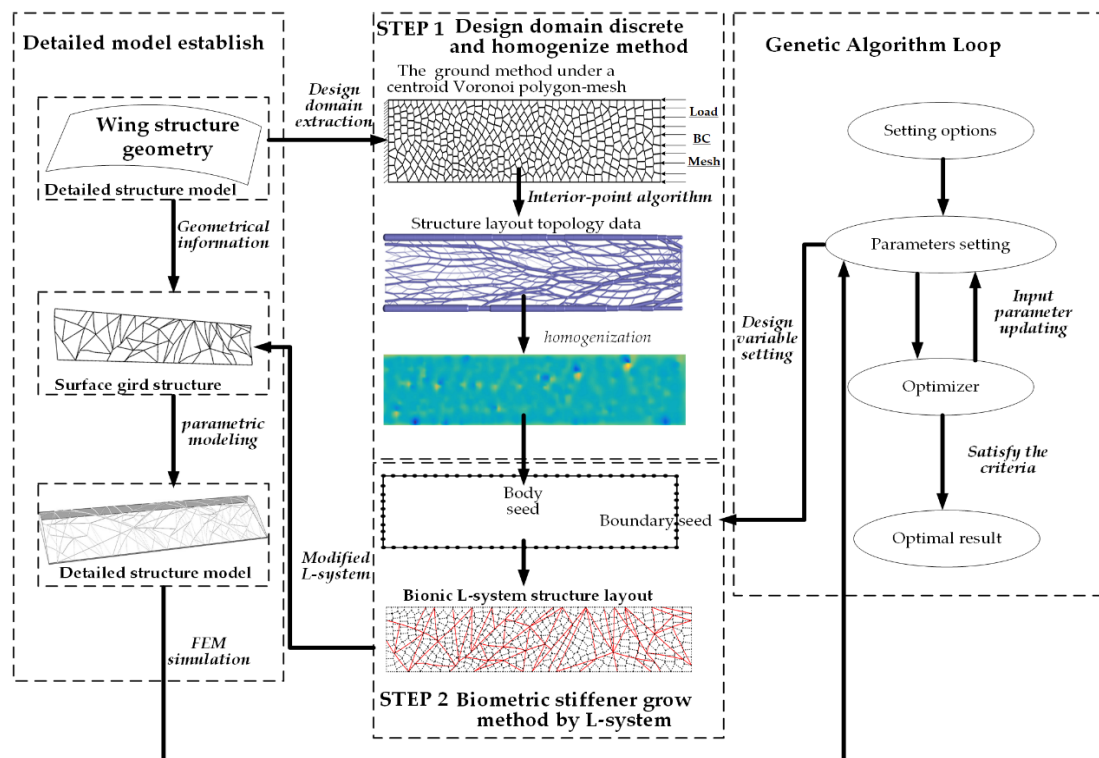 Detailed model establish
Wing structure
geometry
Detailed structure model
Geometrical
information
Surface gird structure
parametric
modeling
Detailed structure model
FEM
simulation
Design
domain
extraction
Modified
L-system
STEP 1 Design domain discrete
and homogenize method
The ground method under a
centroid Voronoi polygon-mesh
Load
BC
Mesh
Interior-point algorithm
Structure layout topology data
homogenization
Body
seed
Boundary seed
Bionic L-system structure layout
STEP 2 Biometric stiffener grow
method by L-system
Design
variable
setting
Genetic Algorithm Loop
Setting options
Parameters setting
Input
parameter
updating
Optimizer
Satisfy the
criteria
Optimal result